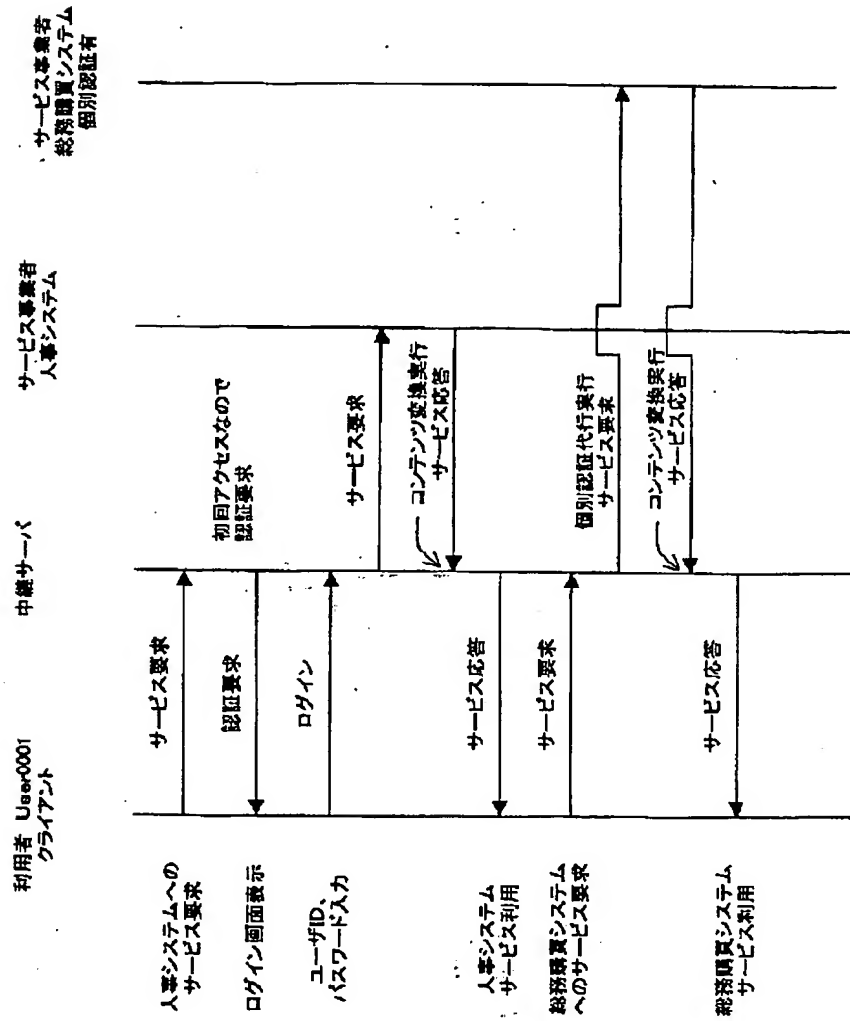 利用者 User0001
クライアント
中継サーバ
サービス事業者
人事システム
サービス事業者
総務購買システム
個別認証有
人事システムへの
サービス要求
サービス要求
初回アクセスなので
認証要求
ログイン画面表示
認証要求
ユーザID、
パスワード入力
ログイン
サービス要求
コンテンツ変換実行
サービス応答
人事システム
サービス利用
サービス応答
総務購買システム
へのサービス要求
サービス要求
個別認証代行実行
サービス要求
コンテンツ変換実行
サービス応答
総務購買システム
サービス利用
サービス応答